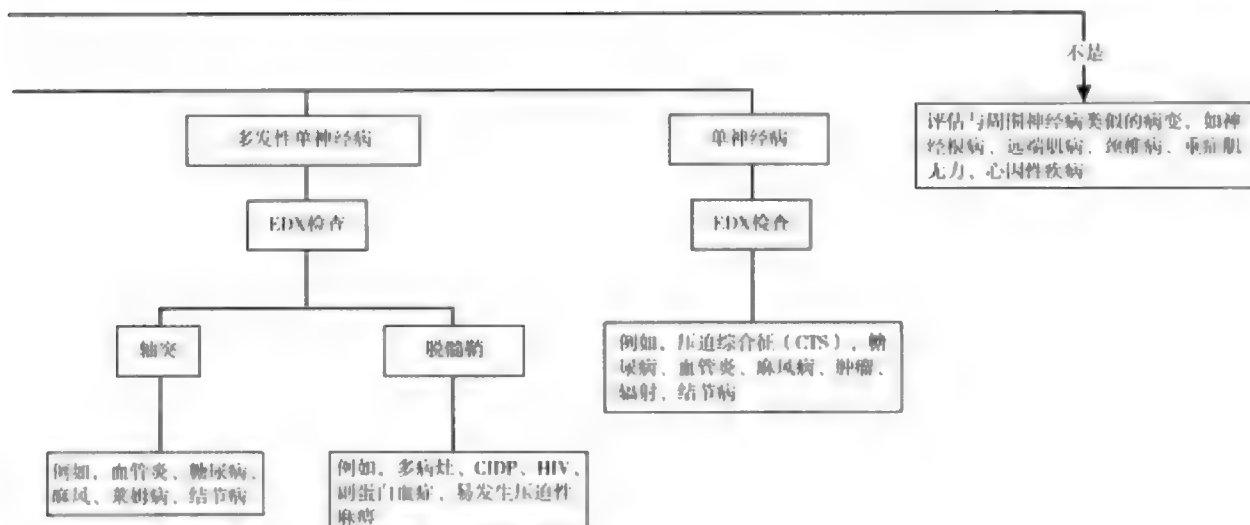 不是
多发性单神经病
单神经病
评估与周围神经病类似的病变，如神
经根病、远端肌病、颈椎病、重症肌
无力、心因性疾病
EDX检查
EDX检查
轴突
脱髓鞘
例如，压迫综合征（CTS）、糖
尿病、血管炎、麻风病、肿瘤、
辐射、结节病
例如，血管炎、糖尿病、
麻风、莱姆病、结节病
例如，多病灶、CIDP、HIV、
副蛋白血症、易发生压迫性
麻痹